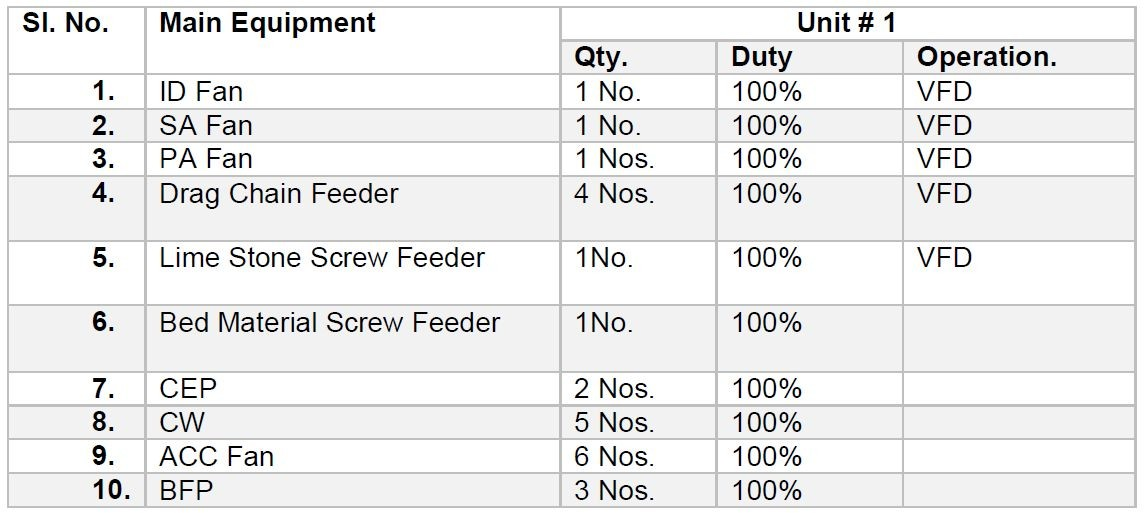 Sl. No. Main Equipment Unit # 1
Qty. Duty Operation.
1. ID Fan 1 No. 100% VFD
2. SA Fan 1 No. 100% VFD
3. PA Fan 1 Nos. 100% VFD
4. Drag Chain Feeder 4 Nos. 100% VFD
5. Lime Stone Screw Feeder 1No. 100% VFD
6. Bed Material Screw Feeder 1No. 100%
7. CEP 2 Nos. 100%
8. CW 5 Nos. 100%
9. ACC Fan 6 Nos. 100%
10. BFP 3 Nos. 100%